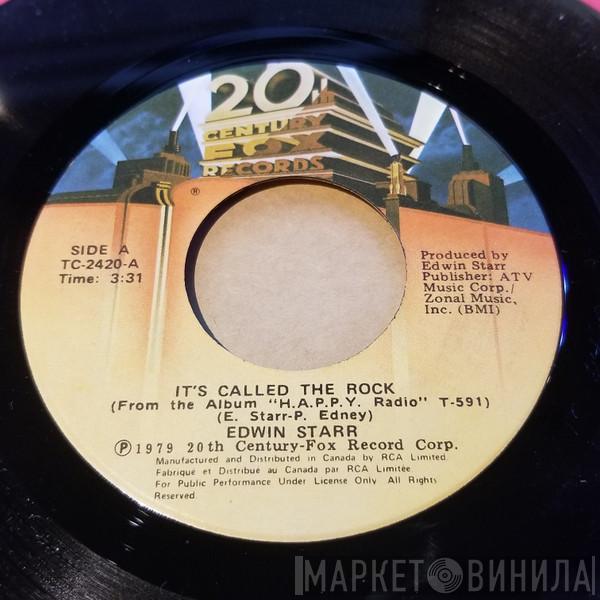 20th
CENTURY
FOX
RECORDS
®
SIDE A
TC-2420-A
Time: 3:31
Produced by
Edwin Starr
Publisher: ATV
Music Corp./
Zonal Music,
Inc. (BMI)
IT'S CALLED THE ROCK
(From the Album "H.A.P.P.Y. Radio" T-591)
(E. Starr-P. Edney)
EDWIN STARR
Ⓟ 1979 20th Century-Fox Record Corp.
Manufactured and Distributed in Canada by RCA Limited.
Fabriqué et Distribué au Canada par RCA Limitée.
For Public Performance Under License Only. All Rights
Reserved.
МАРКЕТ ВИНИЛА